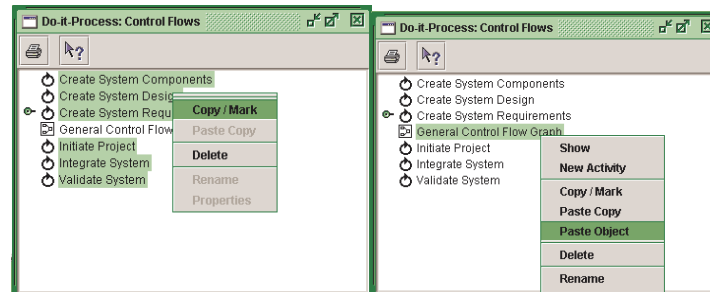 Do-it-Process: Control Flows
Create System Components
Create System Desig
Create System Requ
General Control Flow
Initiate Project
Integrate System
Validate System
Copy / Mark
Paste Copy
Delete
Rename
Properties
Do-it-Process: Control Flows
Create System Components
Create System Design
Create System Requirements
General Control Flow Graph
Initiate Project
Integrate System
Validate System
Show
New Activity
Copy / Mark
Paste Copy
Paste Object
Delete
Rename